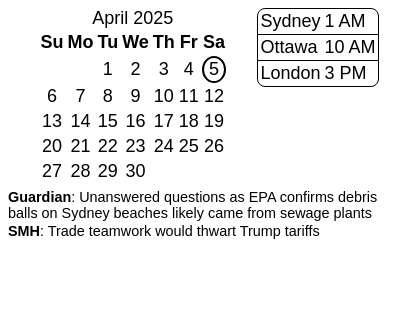 April 2025
Su Mo Tu We Th Fr Sa
1 2 3 4 5
6 7 8 9 10 11 12
13 14 15 16 17 18 19
20 21 22 23 24 25 26
27 28 29 30
Sydney 1 AM
Ottawa 10 AM
London 3 PM
Guardian: Unanswered questions as EPA confirms debris
balls on Sydney beaches likely came from sewage plants
SMH: Trade teamwork would thwart Trump tariffs